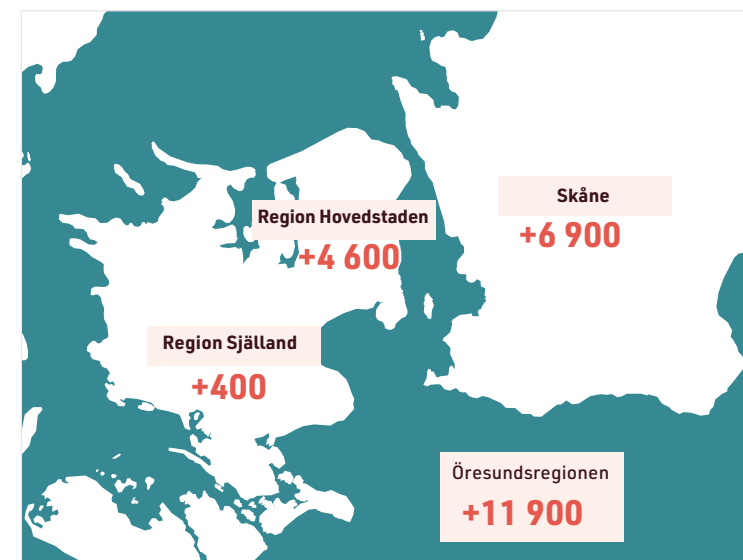 Skåne
+6 900
Region Hovedstaden
+4 600
Region Själland
+400
Öresundsregionen
+11 900